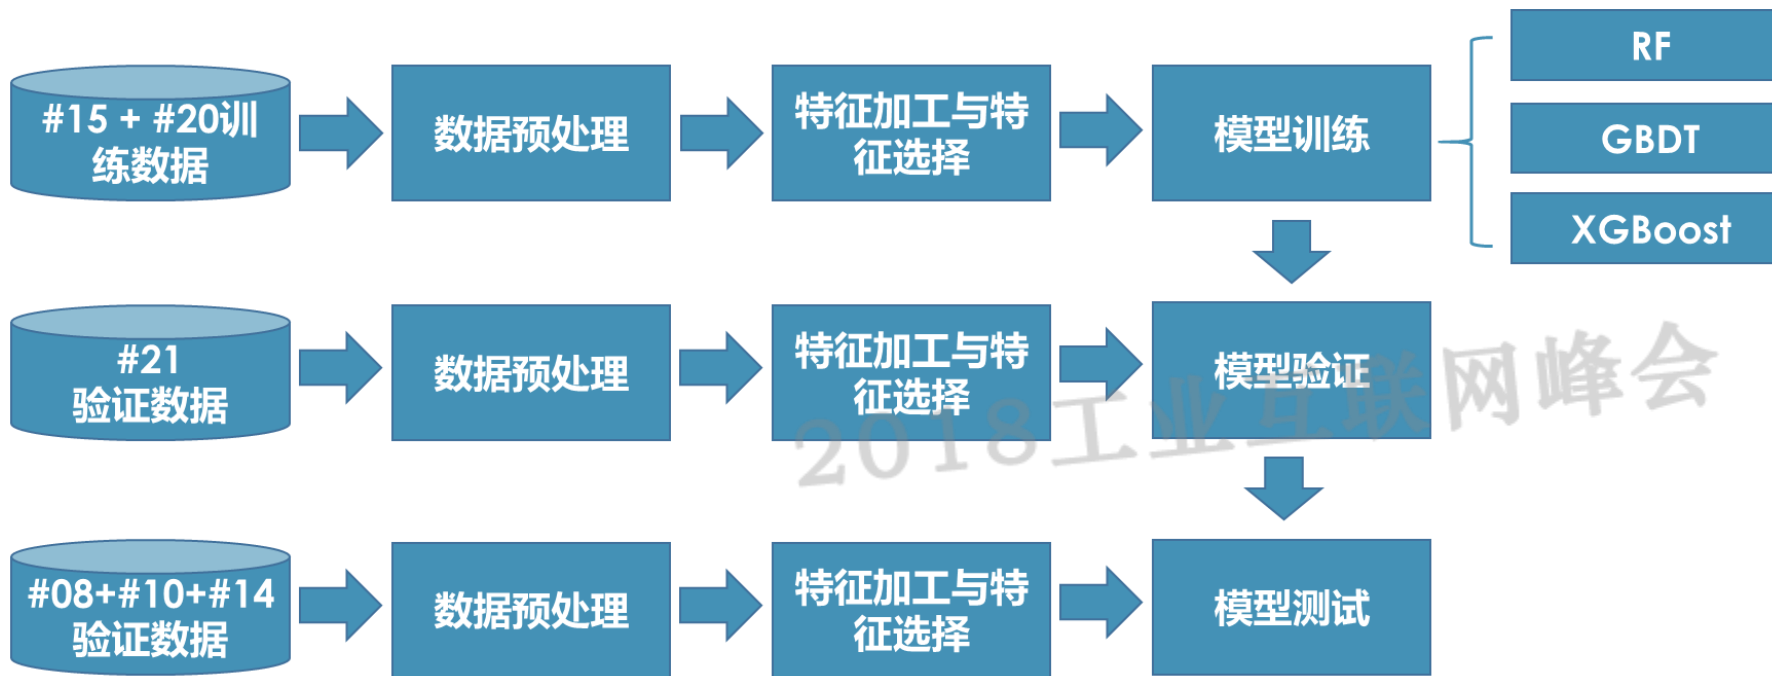 #15 + #20训
练数据
数据预处理
特征加工与特
征选择
模型训练
RF
GBDT
XGBoost
#21
验证数据
数据预处理
特征加工与特
征选择
模型验证
2018工业互联网峰会
#08+#10+#14
验证数据
数据预处理
特征加工与特
征选择
模型测试